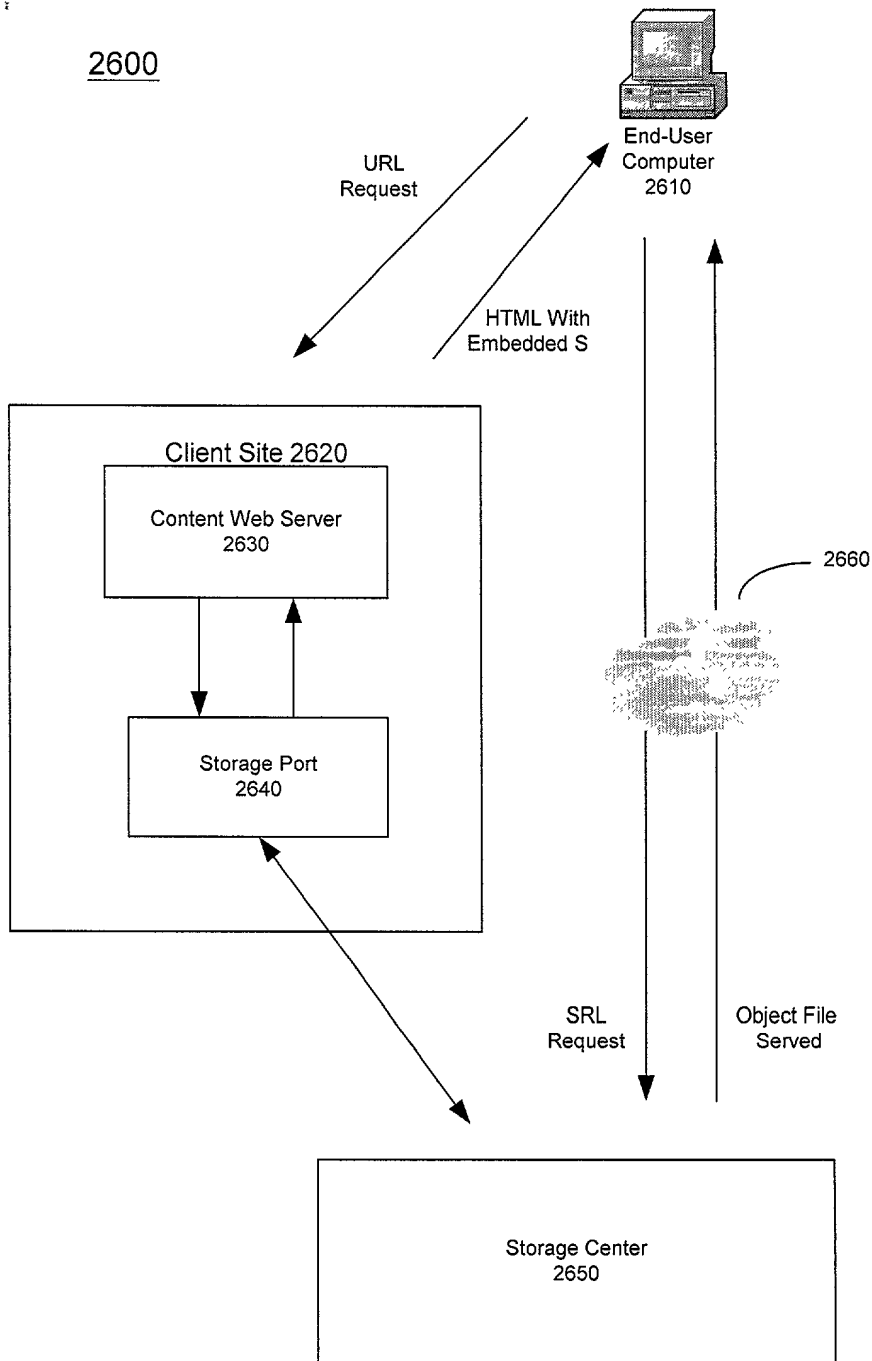 2600
End-User
Computer
2610
URL
Request
HTML With
Embedded S
Client Site 2620
Content Web Server
2630
2660
Storage Port
2640
SRL
Request
Object File
Served
Storage Center
2650